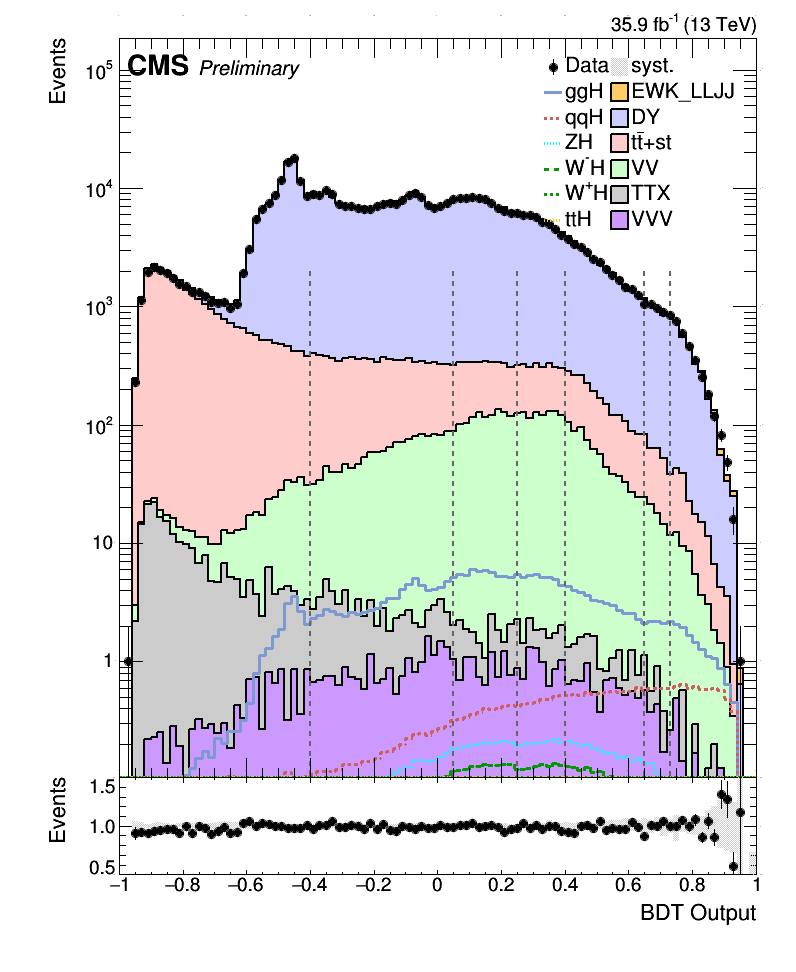 35.9 fb⁻¹ (13 TeV)
Events
CMS Preliminary
Data syst.
ggH EWK_LLJJ
qqH DY
ZH tt̄+st
W⁻H VV
W⁺H TTX
ttH VVV
10⁵
10⁴
10³
10²
10
1
Events
1.5
1.0
0.5
−1 −0.8 −0.6 −0.4 −0.2 0 0.2 0.4 0.6 0.8 1
BDT Output